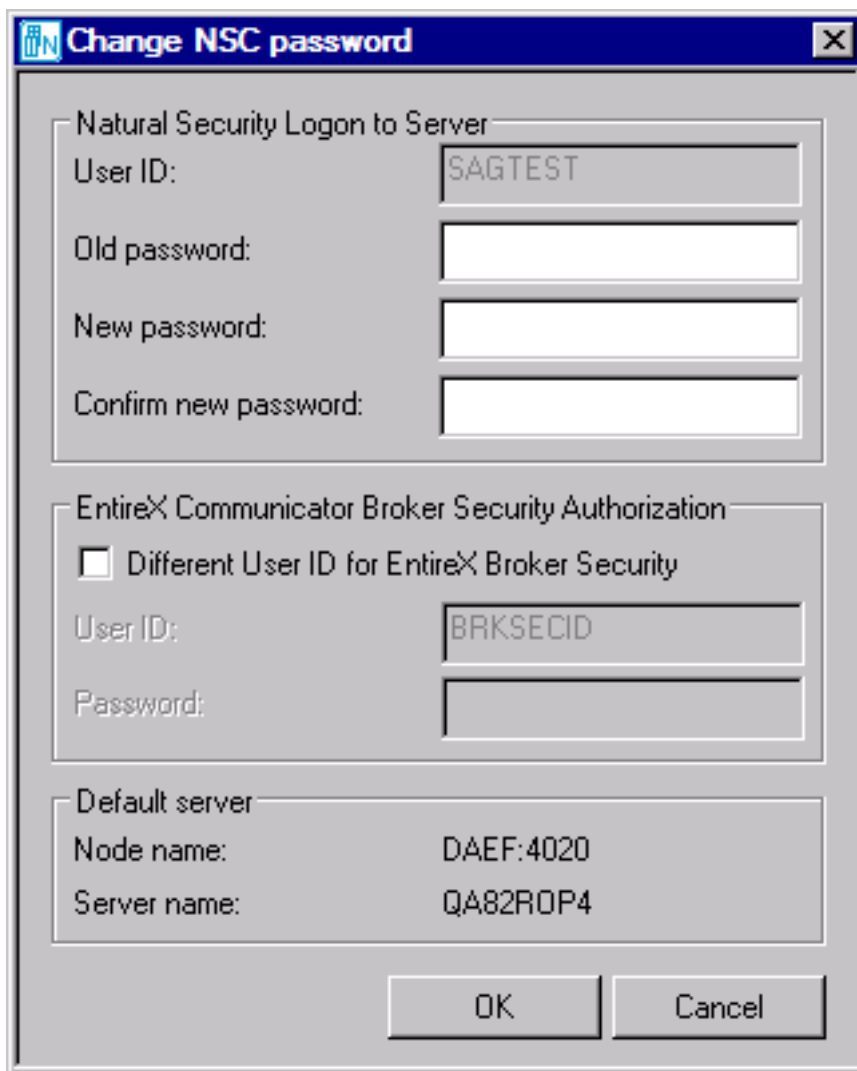 N Change NSC password
Natural Security Logon to Server
User ID: SAGTEST
Old password:
New password:
Confirm new password:
EntireX Communicator Broker Security Authorization
Different User ID for EntireX Broker Security
User ID: BRKSECID
Password:
Default server
Node name: DAEF:4020
Server name: QA82ROP4
OK Cancel